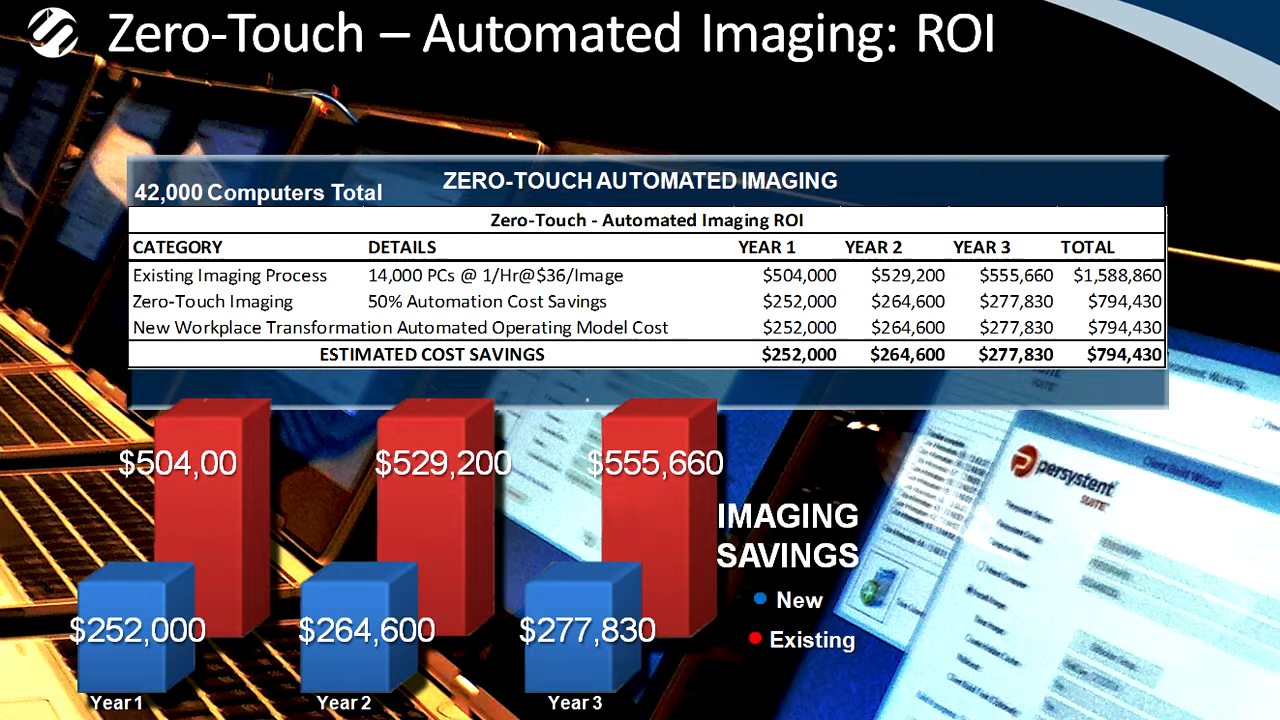 Zero-Touch – Automated Imaging: ROI
42,000 Computers Total
ZERO-TOUCH AUTOMATED IMAGING
Zero-Touch - Automated Imaging ROI
CATEGORY DETAILS YEAR 1 YEAR 2 YEAR 3 TOTAL
Existing Imaging Process 14,000 PCs @ 1/Hr@$36/Image $504,000 $529,200 $555,660 $1,588,860
Zero-Touch Imaging 50% Automation Cost Savings $252,000 $264,600 $277,830 $794,430
New Workplace Transformation Automated Operating Model Cost $252,000 $264,600 $277,830 $794,430
ESTIMATED COST SAVINGS $252,000 $264,600 $277,830 $794,430
$504,00 $529,200 $555,660
persystent
SUITE
Client Build Wizard
IMAGING
SAVINGS
New
Existing
$252,000 $264,600 $277,830
Year 1 Year 2 Year 3